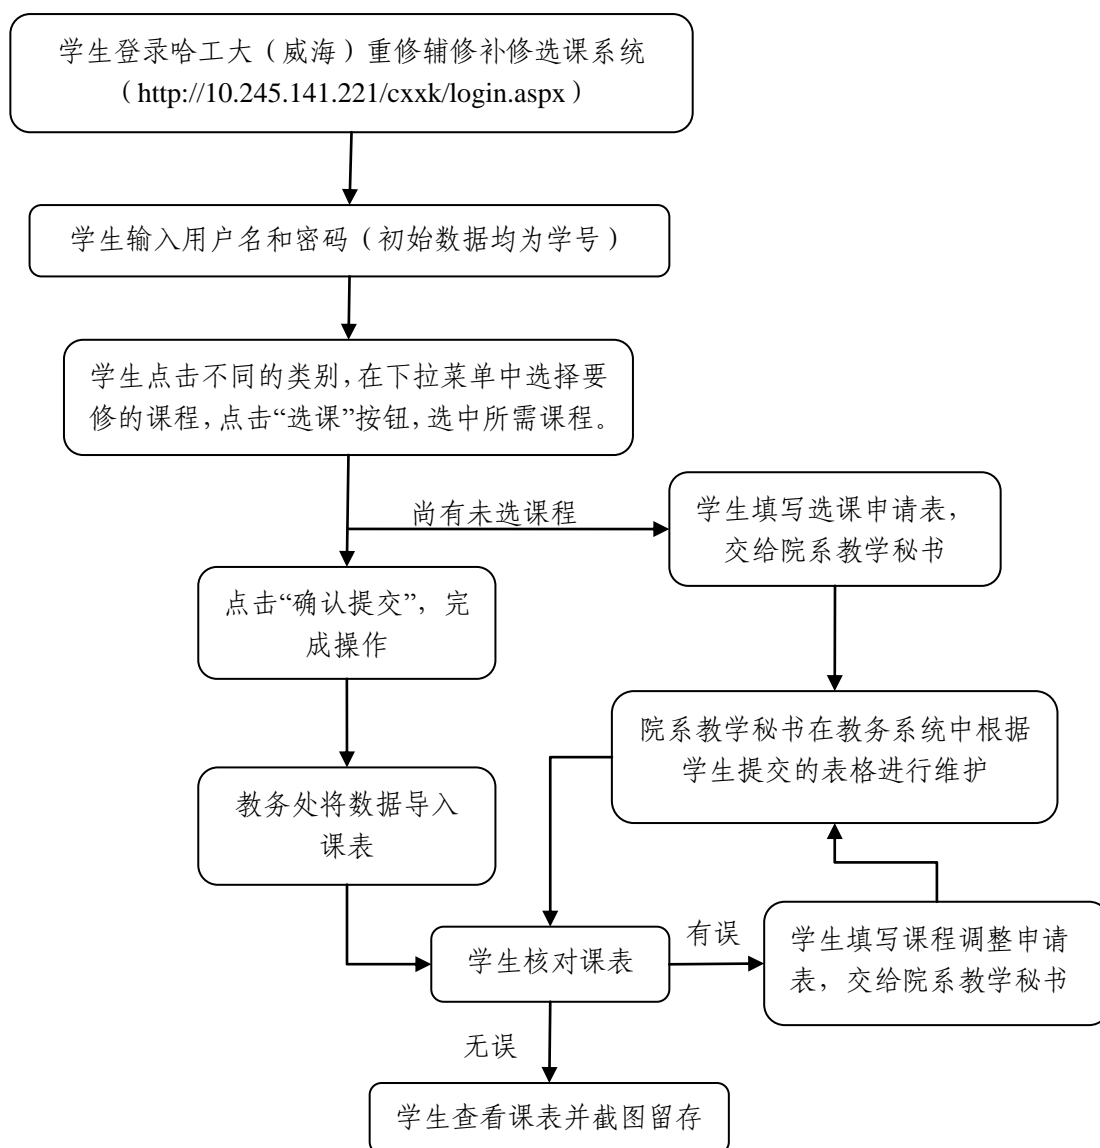 学生登录哈工大（威海）重修辅修补修选课系统
（http://10.245.141.221/cxxk/login.aspx）
学生输入用户名和密码（初始数据均为学号）
学生点击不同的类别，在下拉菜单中选择要
修的课程，点击“选课”按钮，选中所需课程。
尚有未选课程
学生填写选课申请表，
交给院系教学秘书
点击“确认提交”，完
成操作
院系教学秘书在教务系统中根据
学生提交的表格进行维护
教务处将数据导入
课表
学生核对课表
有误
学生填写课程调整申请
表，交给院系教学秘书
无误
学生查看课表并截图留存